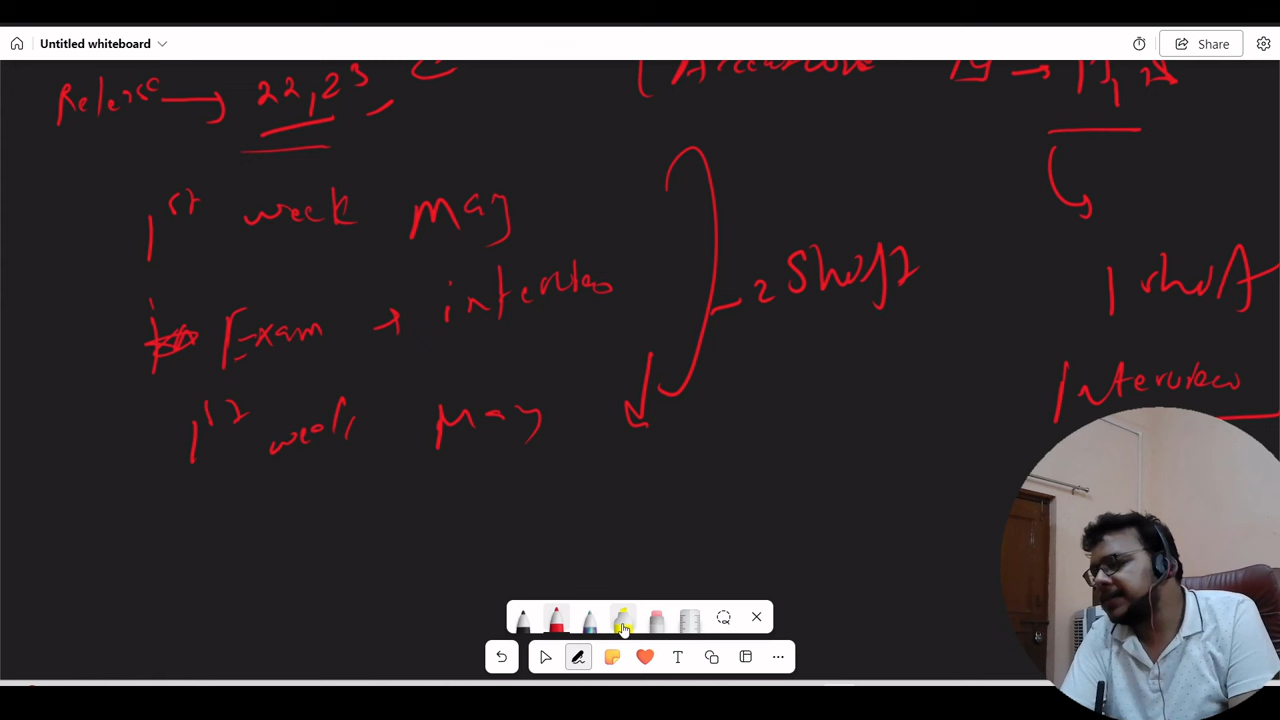 Untitled whiteboard
Share
Release → 22,23
1st week May
Exam → interview
2 Shift
1 shift
Interview
1st week May